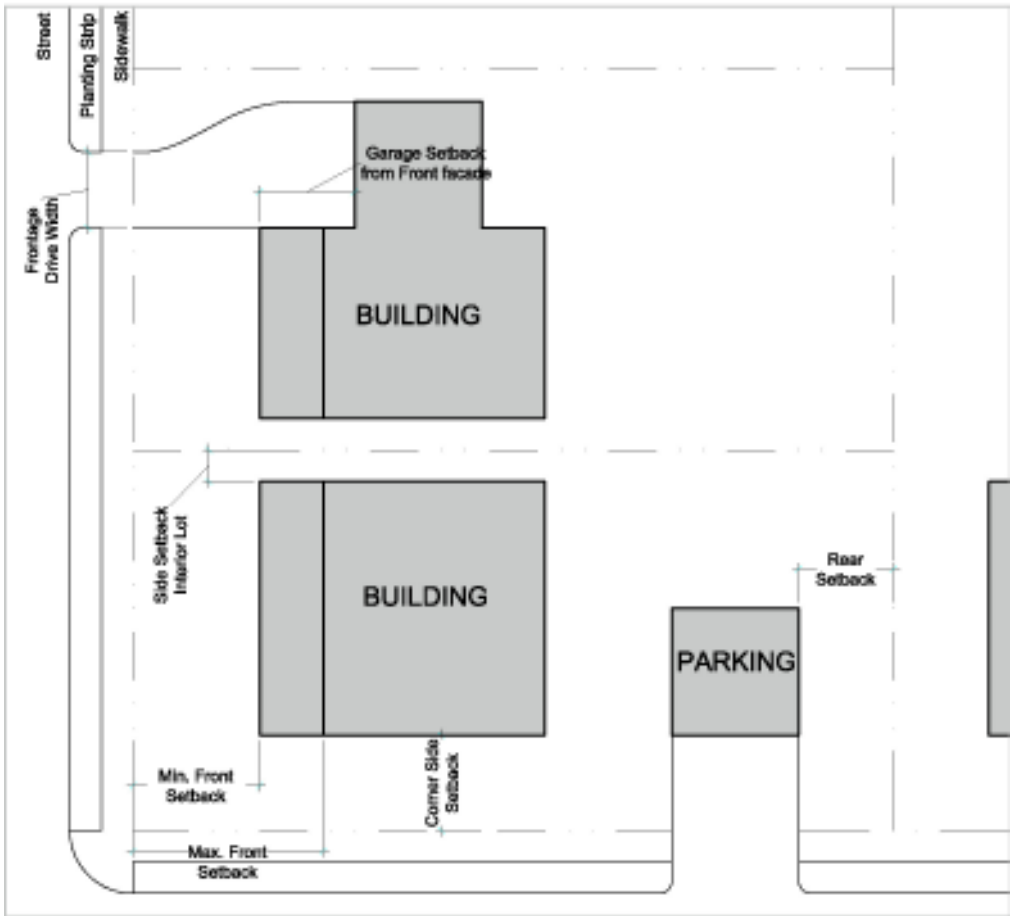 Street
Planting Strip
Sidewalk
Garage Setback
from Front facade
Frontage
Drive Width
BUILDING
Side Setback
Interior Lot
BUILDING
Rear
Setback
PARKING
Corner Side
Setback
Min. Front
Setback
Max. Front
Setback